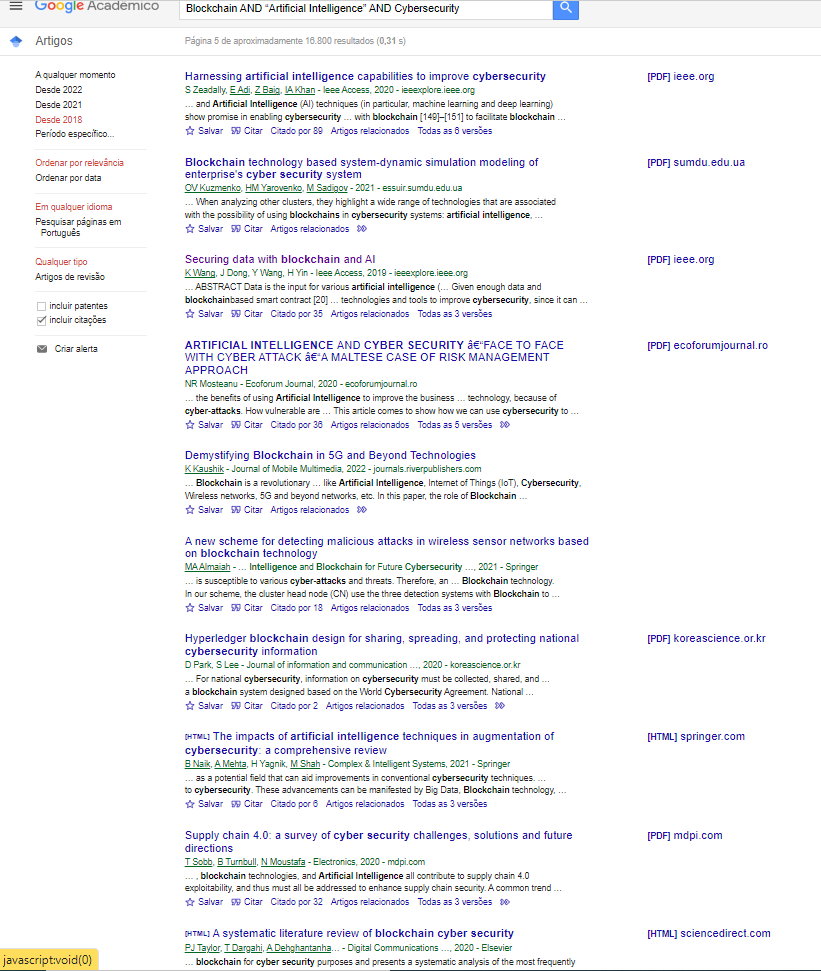 Google Acadêmico
Blockchain AND "Artificial Intelligence" AND Cybersecurity
Artigos
Página 5 de aproximadamente 16.800 resultados (0,31 s)
A qualquer momento
Desde 2022
Desde 2021
Desde 2018
Período específico...
Ordenar por relevância
Ordenar por data
Em qualquer idioma
Pesquisar páginas em
Português
Qualquer tipo
Artigos de revisão
incluir patentes
incluir citações
Criar alerta
Harnessing artificial intelligence capabilities to improve cybersecurity
[PDF] ieee.org
S Zeadally, E Adi, Z Baig, IA Khan - Ieee Access, 2020 - ieeexplore.ieee.org
… and Artificial Intelligence (AI) techniques (in particular, machine learning and deep learning)
show promise in enabling cybersecurity … with blockchain [149]–[151] to facilitate blockchain …
Salvar Citar Citado por 89 Artigos relacionados Todas as 6 versões
Blockchain technology based system-dynamic simulation modeling of
enterprise's cyber security system
[PDF] sumdu.edu.ua
OV Kuzmenko, HM Yarovenko, M Sadigov - 2021 - essuir.sumdu.edu.ua
… When analyzing other clusters, they highlight a wide range of technologies that are associated
with the possibility of using blockchains in cybersecurity systems: artificial intelligence, …
Salvar Citar Artigos relacionados
Securing data with blockchain and AI
[PDF] ieee.org
K Wang, J Dong, Y Wang, H Yin - Ieee Access, 2019 - ieeexplore.ieee.org
… ABSTRACT Data is the input for various artificial intelligence (… Given enough data and
blockchainbased smart contract [20] … technologies and tools to improve cybersecurity, since it can …
Salvar Citar Citado por 35 Artigos relacionados Todas as 3 versões
ARTIFICIAL INTELLIGENCE AND CYBER SECURITY â€"FACE TO FACE
WITH CYBER ATTACK â€"A MALTESE CASE OF RISK MANAGEMENT
APPROACH
[PDF] ecoforumjournal.ro
NR Mosteanu - Ecoforum Journal, 2020 - ecoforumjournal.ro
… the benefits of using Artificial Intelligence to improve the business … technology, because of
cyber-attacks. How vulnerable are … This article comes to show how we can use cybersecurity to …
Salvar Citar Citado por 36 Artigos relacionados Todas as 5 versões
Demystifying Blockchain in 5G and Beyond Technologies
K Kaushik - Journal of Mobile Multimedia, 2022 - journals.riverpublishers.com
… Blockchain is a revolutionary … like Artificial Intelligence, Internet of Things (IoT), Cybersecurity,
Wireless networks, 5G and beyond networks, etc. In this paper, the role of Blockchain …
Salvar Citar Artigos relacionados
A new scheme for detecting malicious attacks in wireless sensor networks based
on blockchain technology
MA Almaiah - … Intelligence and Blockchain for Future Cybersecurity …, 2021 - Springer
… is susceptible to various cyber-attacks and threats. Therefore, an … Blockchain technology.
In our scheme, the cluster head node (CN) use the three detection systems with Blockchain to …
Salvar Citar Citado por 18 Artigos relacionados Todas as 3 versões
Hyperledger blockchain design for sharing, spreading, and protecting national
cybersecurity information
[PDF] koreascience.or.kr
D Park, S Lee - Journal of information and communication …, 2020 - koreascience.or.kr
… For national cybersecurity, information on cybersecurity must be collected, shared, and …
a blockchain system designed based on the World Cybersecurity Agreement. National …
Salvar Citar Citado por 2 Artigos relacionados Todas as 3 versões
[HTML] The impacts of artificial intelligence techniques in augmentation of
cybersecurity: a comprehensive review
[HTML] springer.com
B Naik, A Mehta, H Yagnik, M Shah - Complex & Intelligent Systems, 2021 - Springer
… as a potential field that can aid improvements in conventional cybersecurity techniques. …
to cybersecurity. These advancements can be manifested by Big Data, Blockchain technology, …
Salvar Citar Citado por 6 Artigos relacionados Todas as 3 versões
Supply chain 4.0: a survey of cyber security challenges, solutions and future
directions
[PDF] mdpi.com
T Sobb, B Turnbull, N Moustafa - Electronics, 2020 - mdpi.com
… , blockchain technologies, and Artificial Intelligence all contribute to supply chain 4.0
exploitability, and thus must all be addressed to enhance supply chain security. A common trend …
Salvar Citar Citado por 32 Artigos relacionados Todas as 3 versões
[HTML] A systematic literature review of blockchain cyber security
[HTML] sciencedirect.com
PJ Taylor, T Dargahi, A Dehghantanha… - Digital Communications …, 2020 - Elsevier
… blockchain for cyber security purposes and presents a systematic analysis of the most frequently
javascript:void(0)